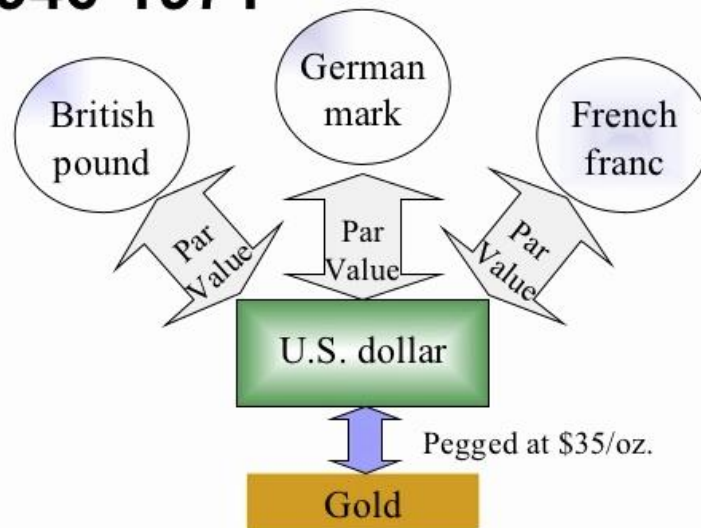 British
pound
German
mark
French
franc
Par
Value
Par
Value
Par
Value
U.S. dollar
Pegged at $35/oz.
Gold